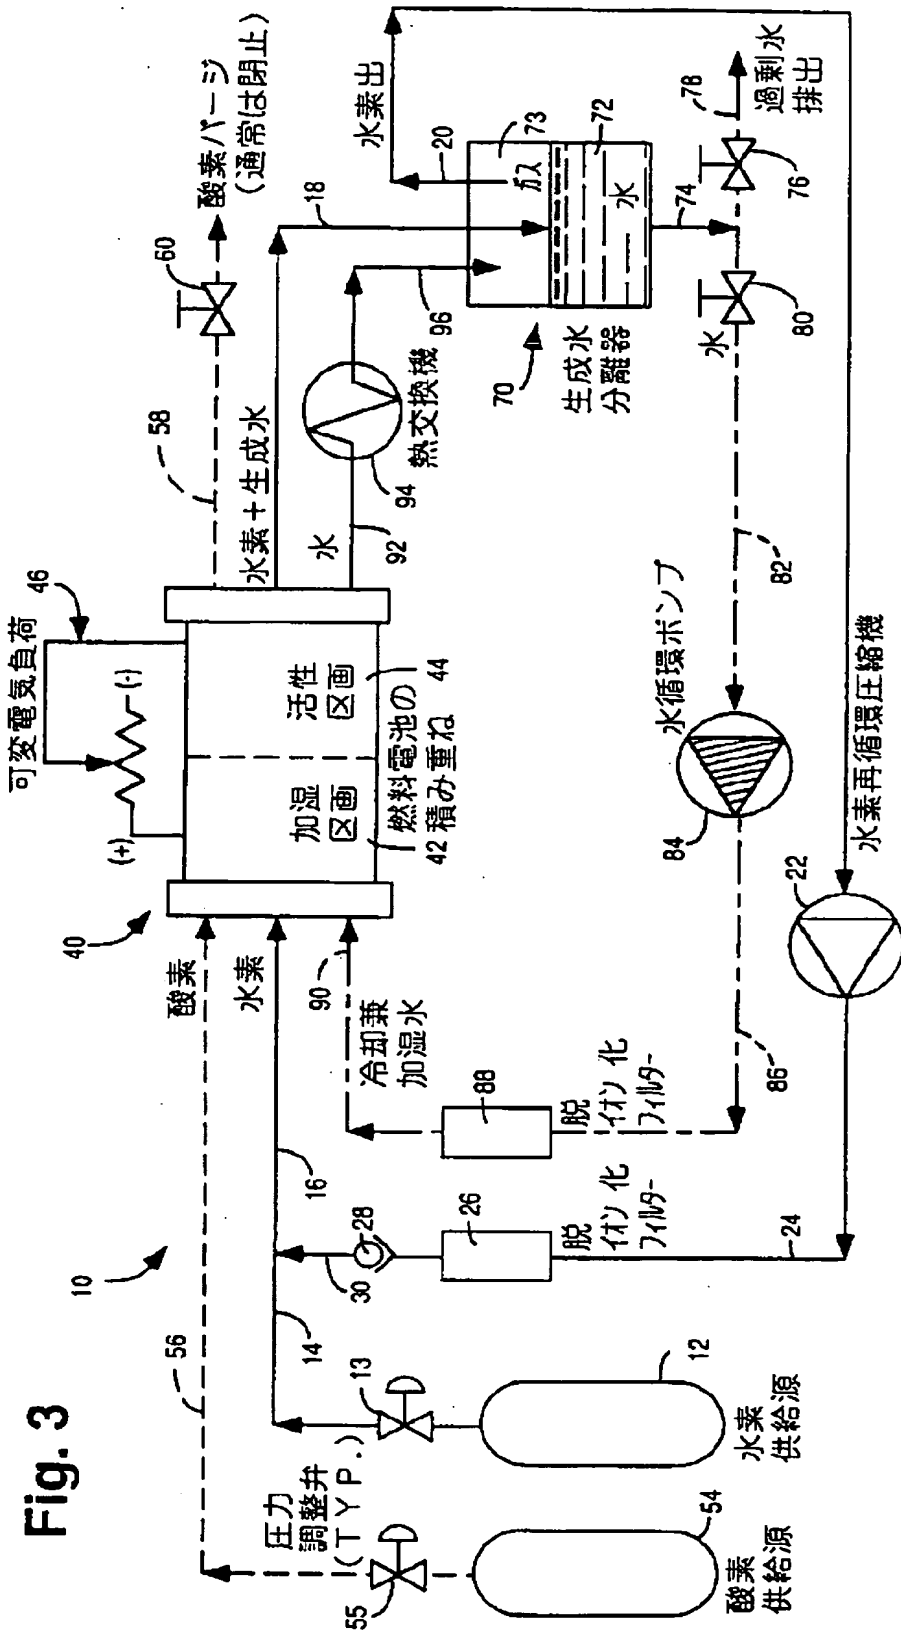 Fig. 3
10
40
可変電気負荷
46
(+)
(-)
酸素
水素
90
冷却兼
加湿水
加湿
区画
活性
区画
42
44
燃料電池の
積み重ね
58
60
酸素パージ
(通常は閉止)
水素+生成水
18
水
92
94
熱交換機
96
水素出
20
73
ガス
72
水
70
生成水
分離器
74
76
78
過剰水
排出
80
水
82
水循環ポンプ
84
86
88
脱
イオン化
フィルター
水素再循環圧縮機
22
24
26
脱
イオン化
フィルター
28
30
16
14
56
圧力
調整弁
(TYP.)
13
55
12
水素
供給源
54
酸素
供給源